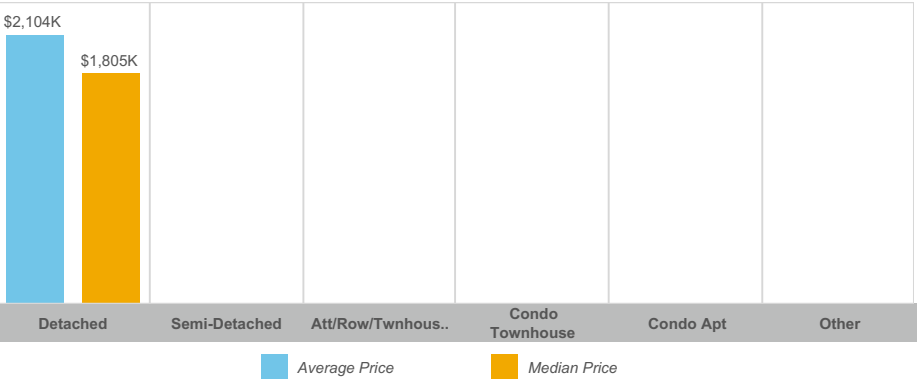 $2,104K
$1,805K
Detached
Semi-Detached
Att/Row/Twnhous..
Condo
Townhouse
Condo Apt
Other
Average Price
Median Price